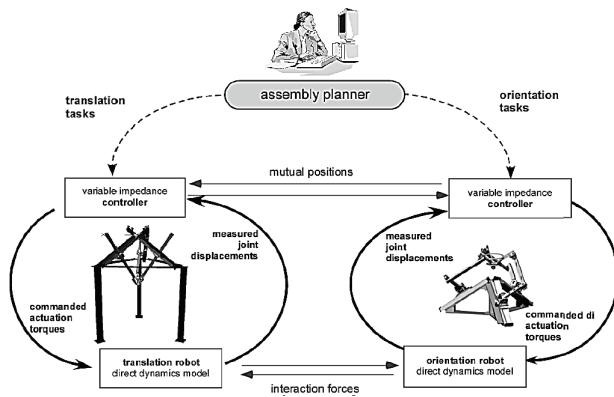 translation
tasks
assembly planner
orientation
tasks
variable impedance
controller
mutual positions
variable impedance
controller
measured
joint
displacements
measured
joint
displacements
commanded
actuation
torques
commanded di
actuation
torques
translation robot
direct dynamics model
orientation robot
direct dynamics model
interaction forces